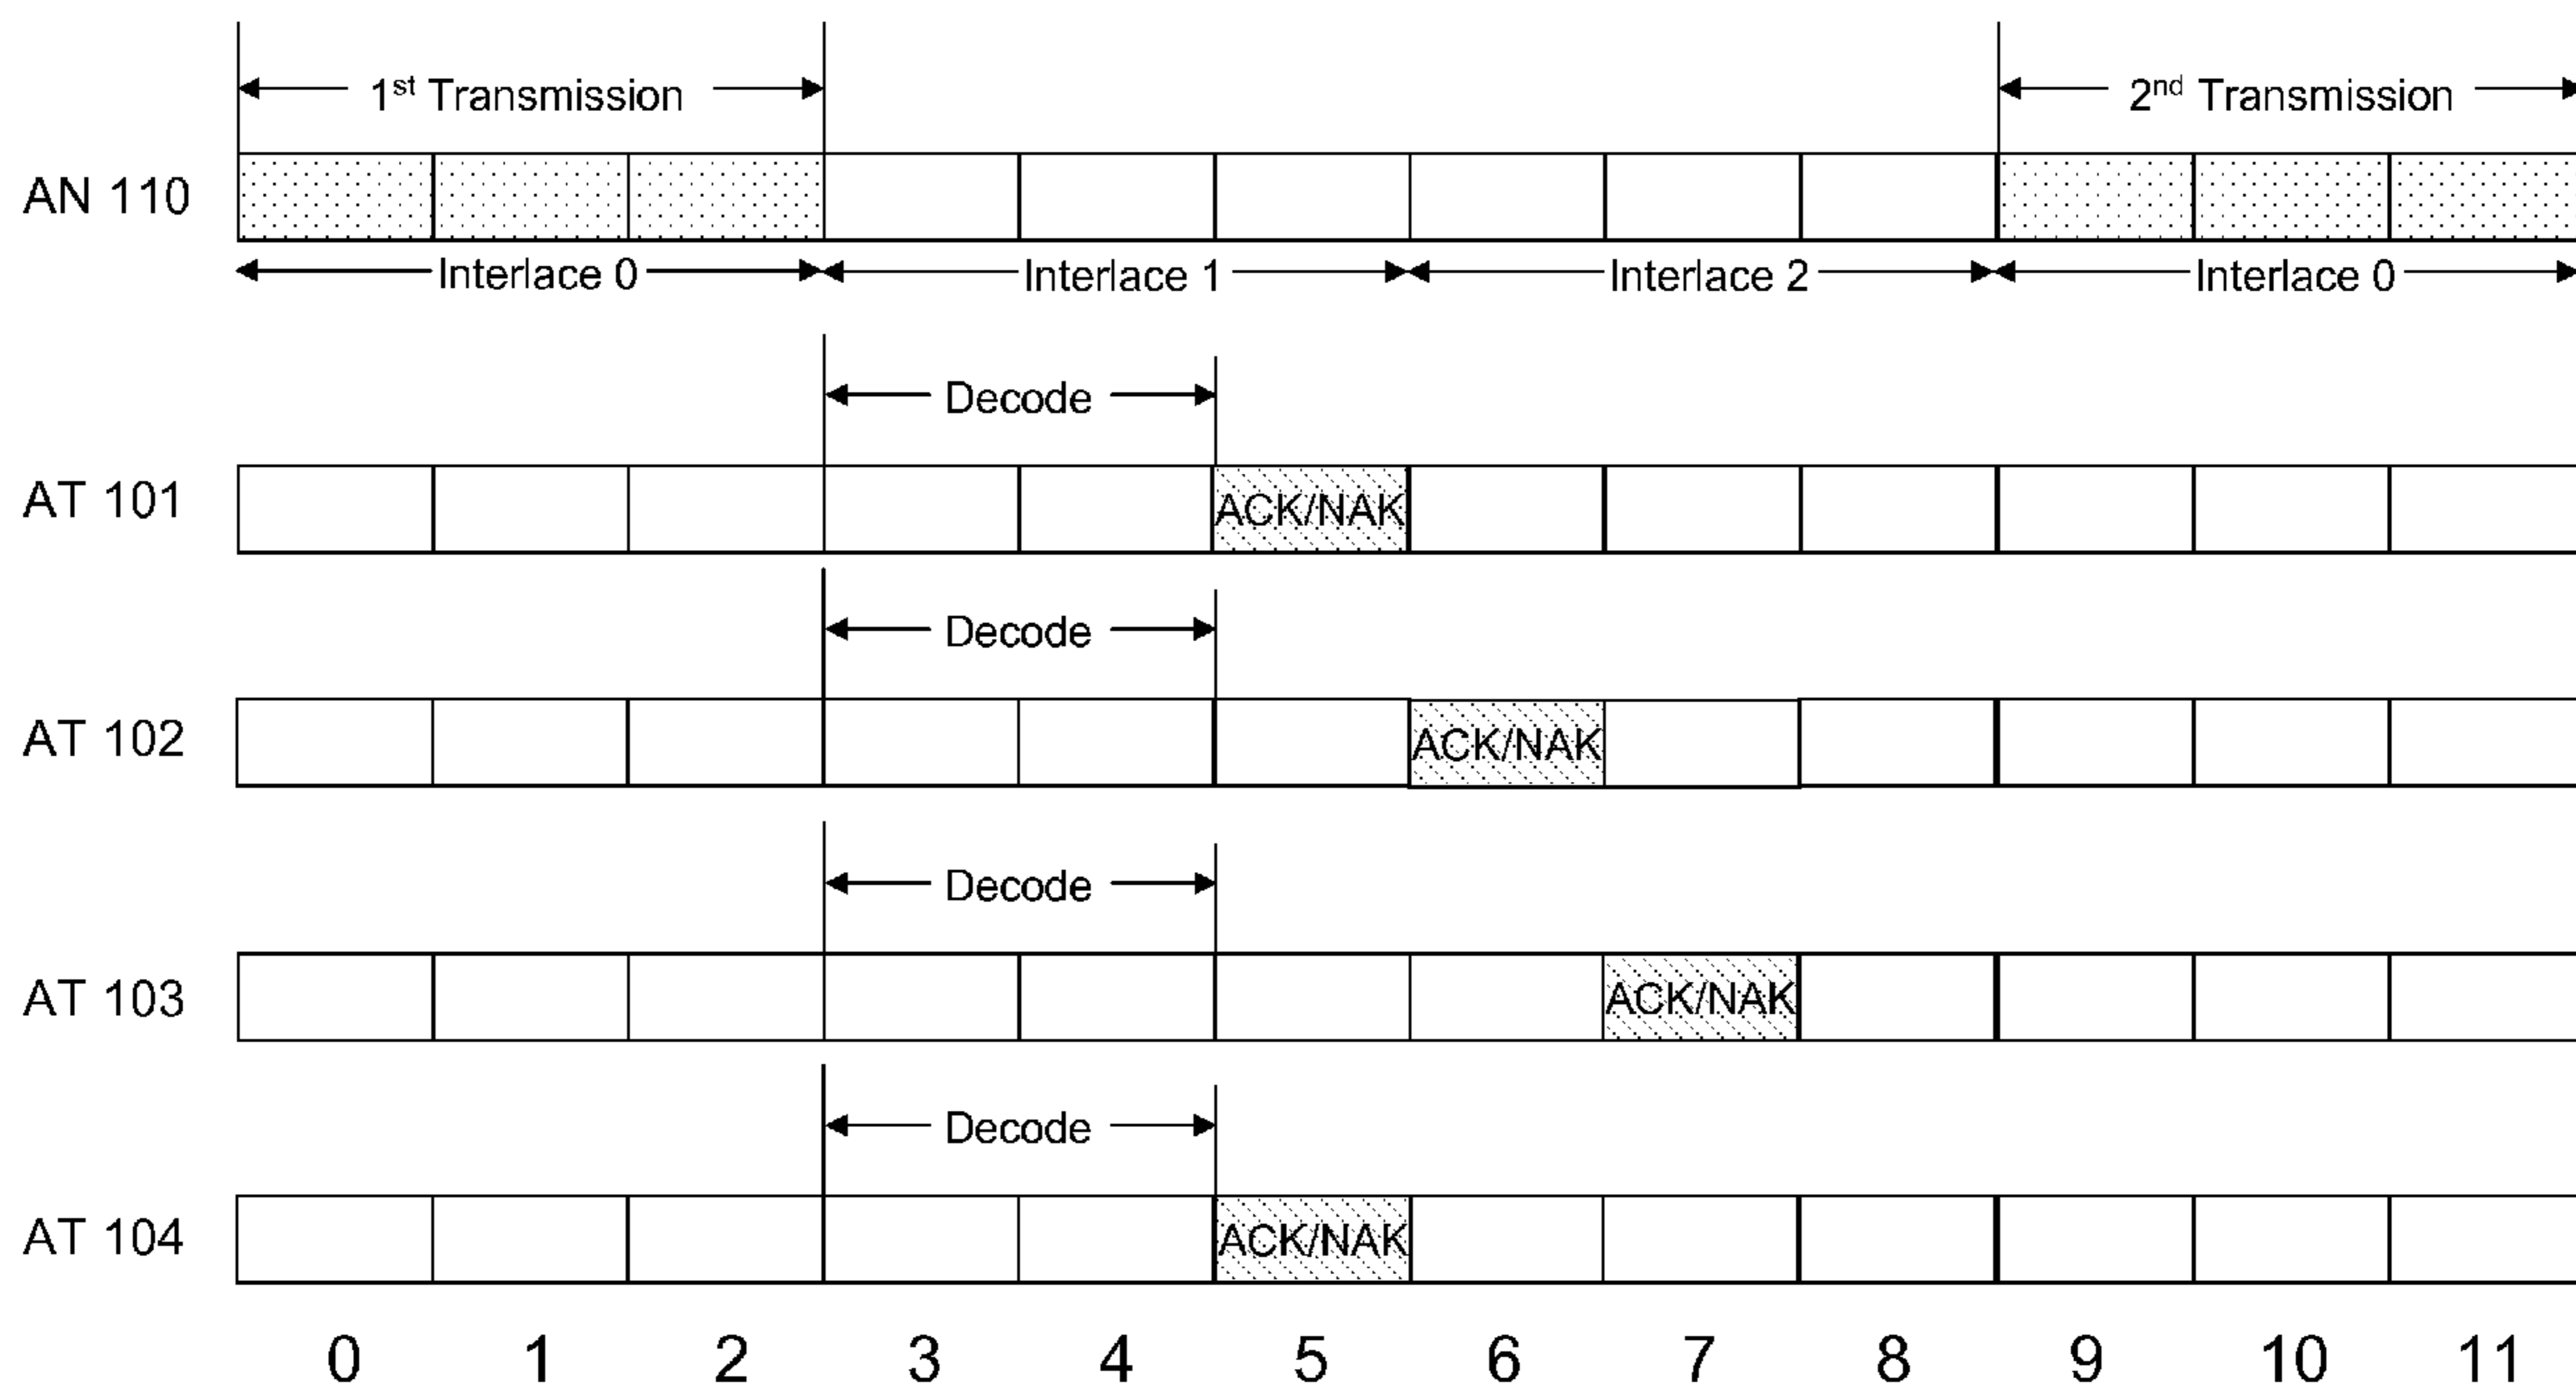 1st Transmission 2nd Transmission
AN 110
Interlace 0 Interlace 1 Interlace 2 Interlace 0
Decode
AT 101 ACK/NAK
Decode
AT 102 ACK/NAK
Decode
AT 103 ACK/NAK
Decode
AT 104 ACK/NAK
0 1 2 3 4 5 6 7 8 9 10 11